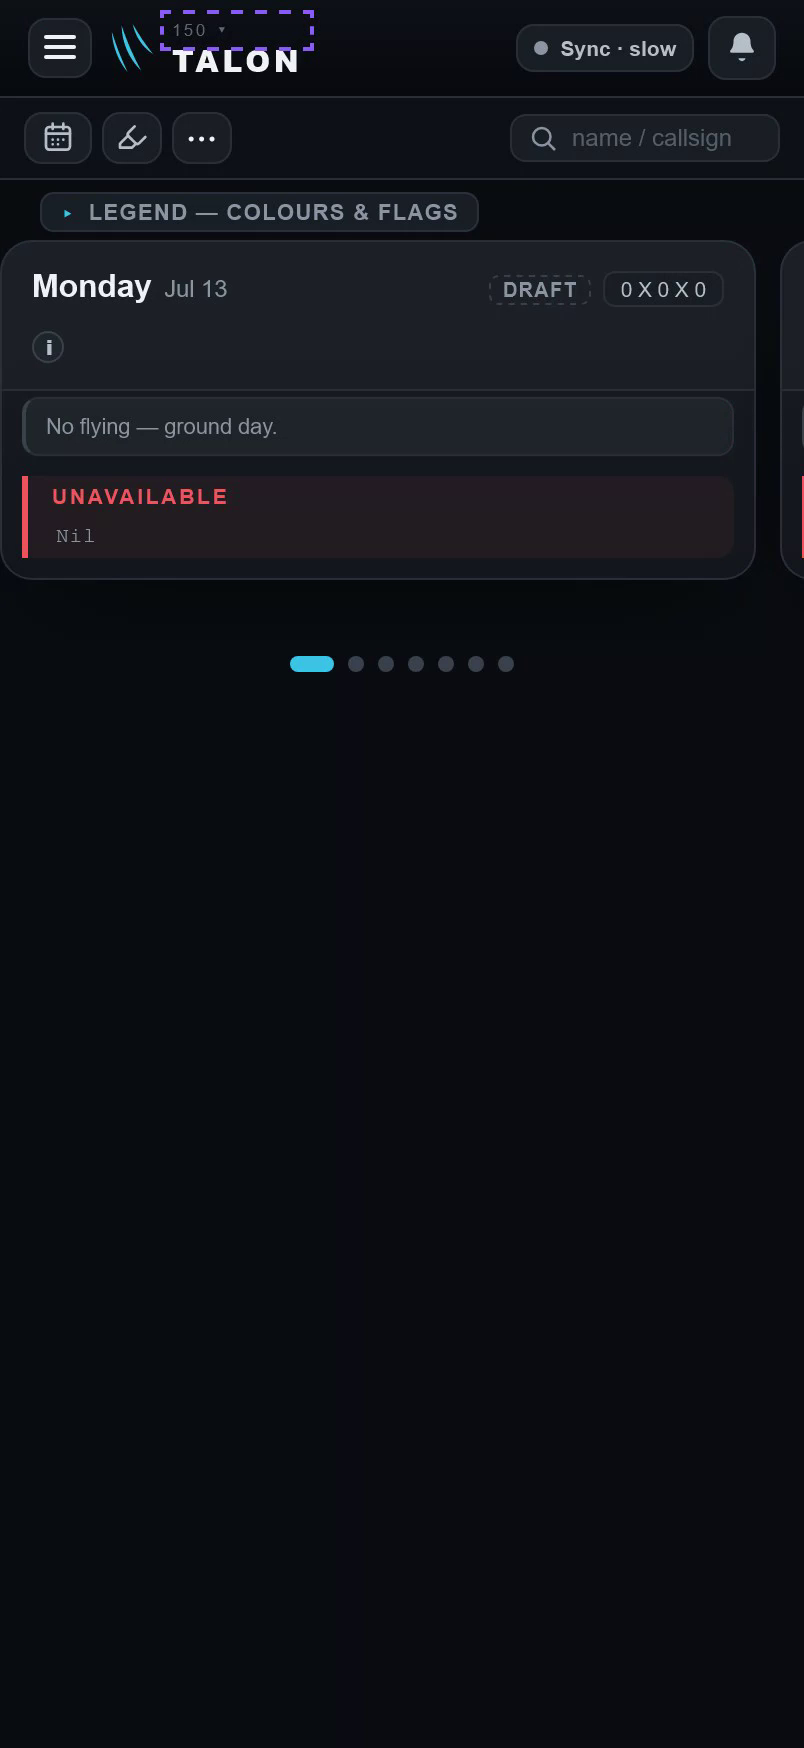 150 ▾
TALON
Sync · slow
name / callsign
▸ LEGEND — COLOURS & FLAGS
Monday Jul 13 DRAFT 0 X 0 X 0
i
No flying — ground day.
UNAVAILABLE
Nil